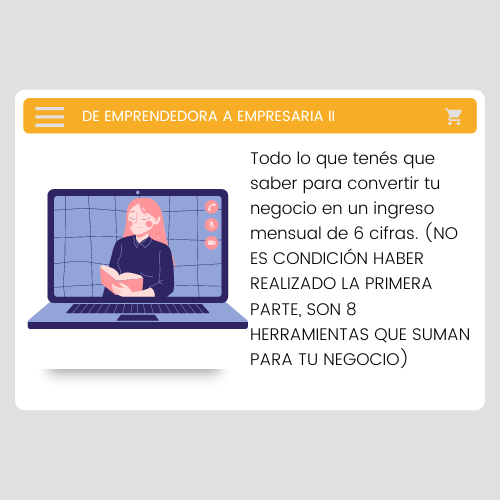 DE EMPRENDEDORA A EMPRESARIA II
Todo lo que tenés que
saber para convertir tu
negocio en un ingreso
mensual de 6 cifras. (NO
ES CONDICIÓN HABER
REALIZADO LA PRIMERA
PARTE, SON 8
HERRAMIENTAS QUE SUMAN
PARA TU NEGOCIO)